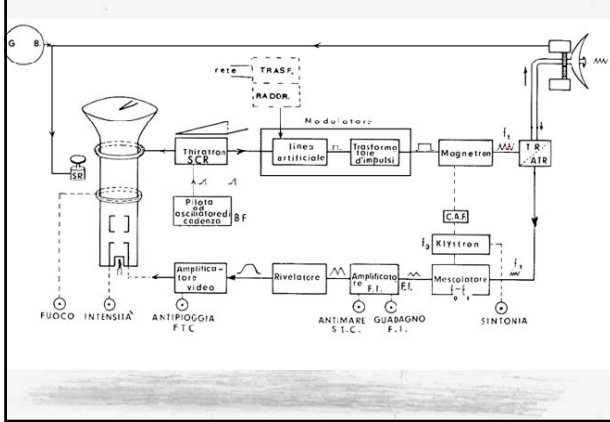 G B.
rete
TRASF.
RADDR.
Modulatore
f1
Thiratron
SCR
linea
artificiale
Trasforma
tore
d'impulsi
Magnetron
T R
ATR
SR
Pilota
od
oscillatore di
cadenza
BF
C.A.F.
f0
Klystron
f1
Amplifica-
tore
video
Rivelatore
Amplificato
re
F.I.
F.I.
Mescolatore
f0-f1
FUOCO
INTENSITÀ
ANTIPIOGGIA
F.T.C
ANTIMARE
S.T.C.
GUADAGNO
F.I.
SINTONIA